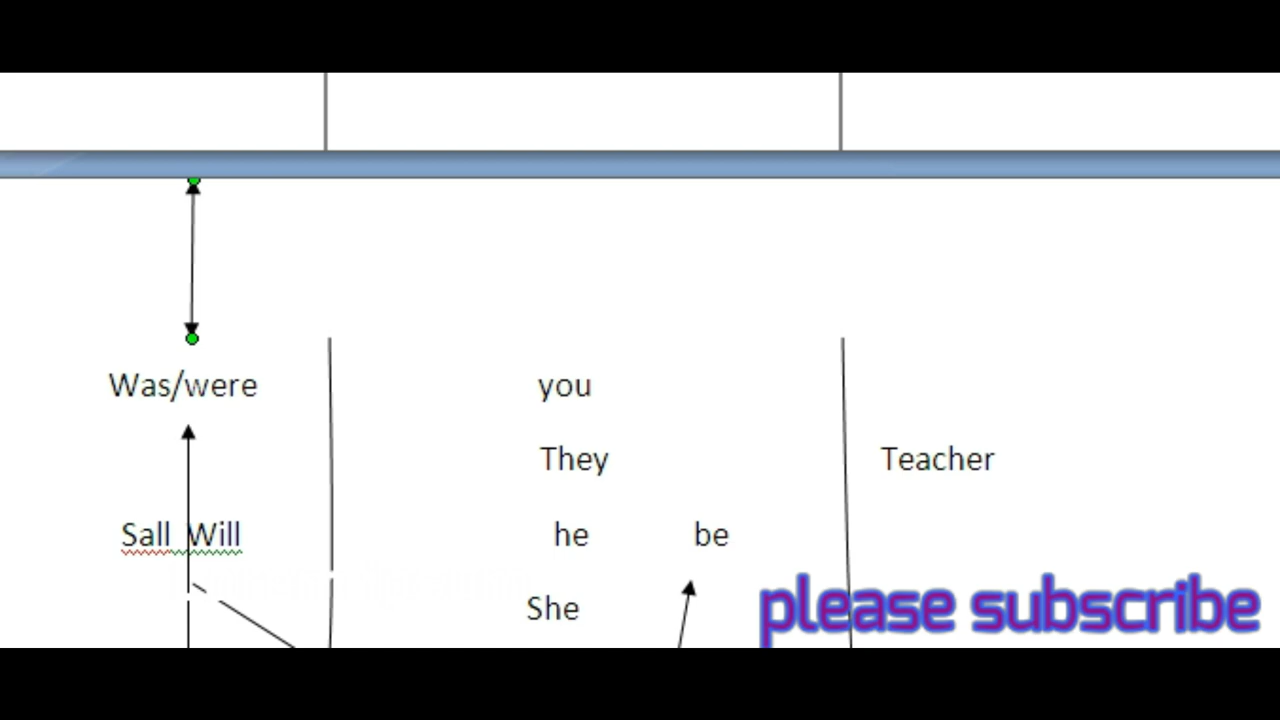 Was/were you
They Teacher
Sall Will he be
She
please subscribe